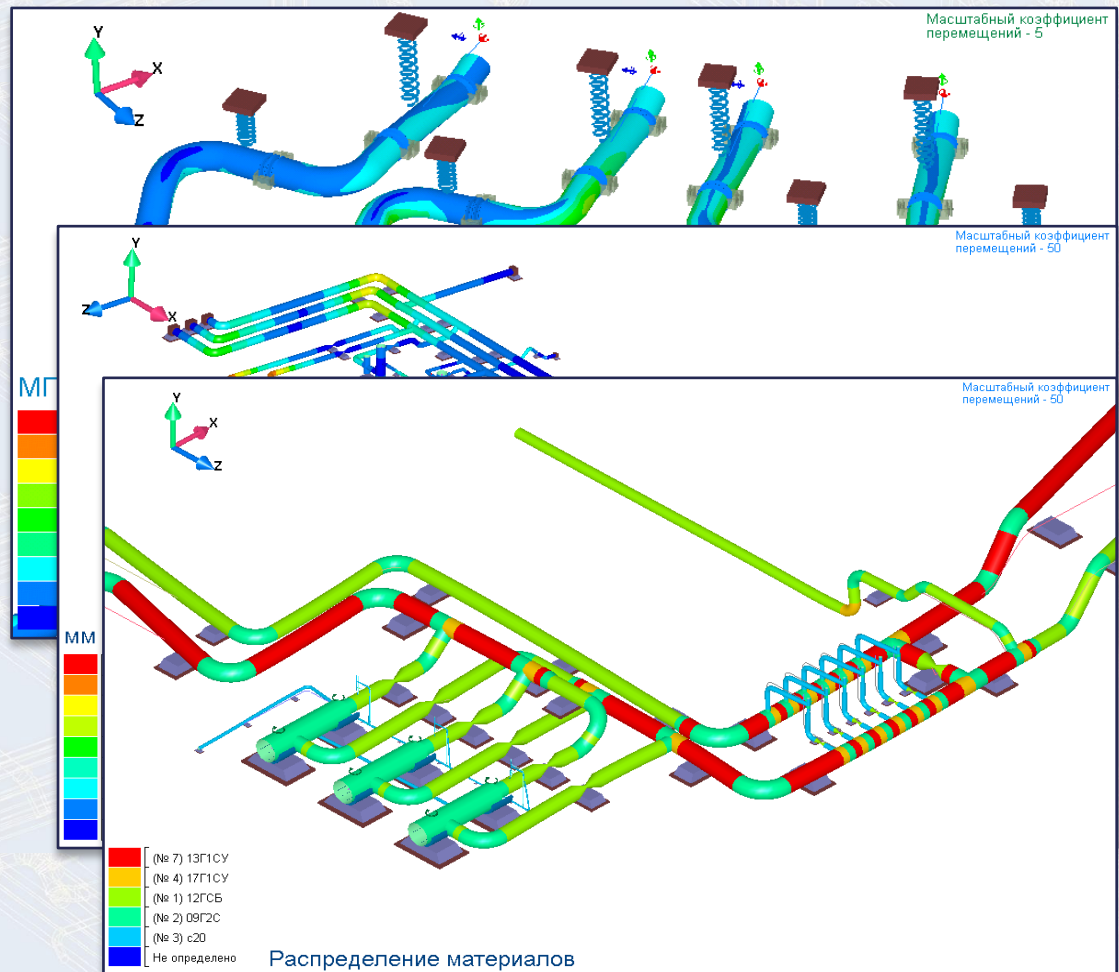 Масштабный коэффициент
перемещений - 5
Y
X
Z
Масштабный коэффициент
перемещений - 50
Y
Z
X
Масштабный коэффициент
перемещений - 50
Y
X
Z
МП
мм
(№ 7) 13Г1СУ
(№ 4) 17Г1СУ
(№ 1) 12ГСБ
(№ 2) 09Г2С
(№ 3) с20
Не определено
Распределение материалов